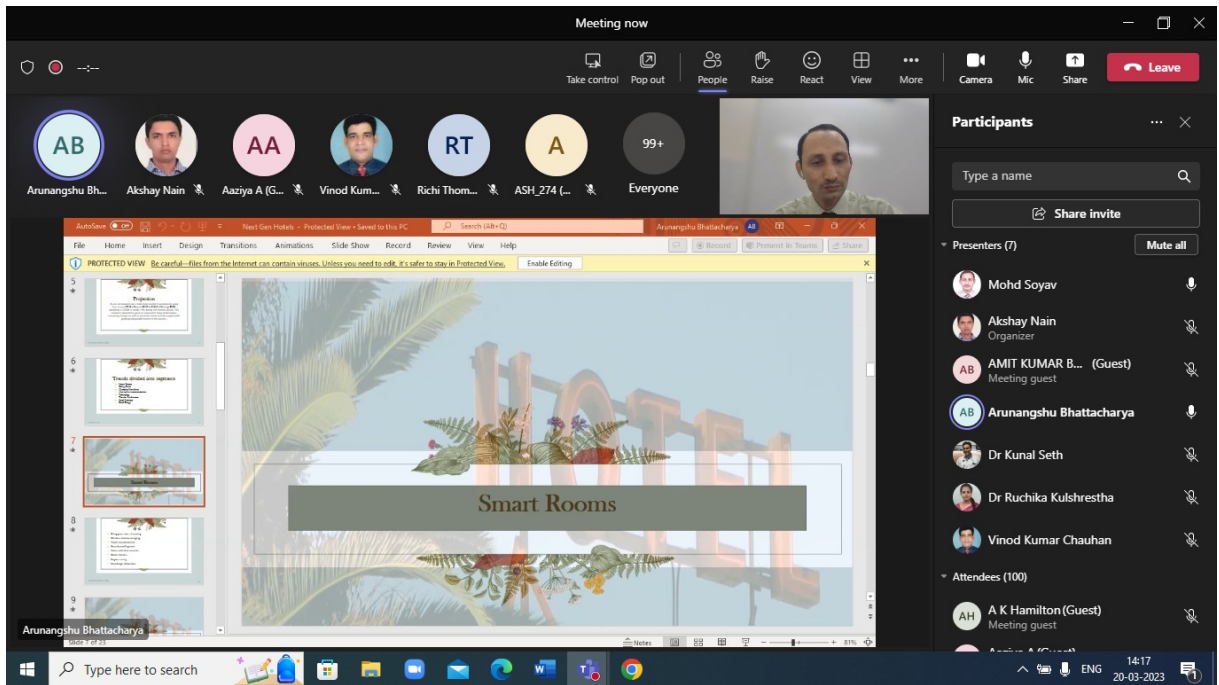 Meeting now
--:--
Take control
Pop out
People
Raise
React
View
More
Camera
Mic
Share
Leave
AB
AA
RT
A
99+
Arunangshu Bh...
Akshay Nain
Aaziya A (G...
Vinod Kum...
Richi Thom...
ASH_274 (...
Everyone
AutoSave Off
Next Gen Hotels - Protected View • Saved to this PC
Search (Alt+Q)
Arunangshu Bhattacharya AB
File Home Insert Design Transitions Animations Slide Show Record Review View Help
Record Present in Teams Share
PROTECTED VIEW Be careful—files from the Internet can contain viruses. Unless you need to edit, it's safer to stay in Protected View. Enable Editing
5
Projection
6
Trends divided into segments
7
Smart Rooms
8
9
HOTEL
Smart Rooms
Arunangshu Bhattacharya
Slide 7 of 23
Notes
81%
Participants
Type a name
Share invite
Presenters (7)
Mute all
Mohd Soyav
Akshay Nain
Organizer
AB
AMIT KUMAR B... (Guest)
Meeting guest
AB
Arunangshu Bhattacharya
Dr Kunal Seth
Dr Ruchika Kulshrestha
Vinod Kumar Chauhan
Attendees (100)
AH
A K Hamilton (Guest)
Meeting guest
Type here to search
ENG
14:17
20-03-2023
1